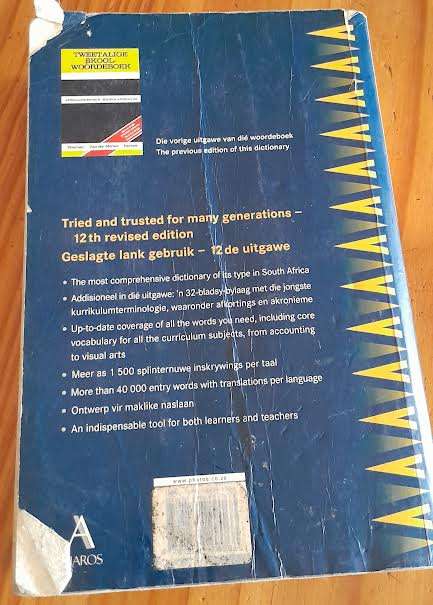 TWEETALIGE
SKOOL-
WOORDEBOEK
Die vorige uitgawe van dié woordeboek
The previous edition of this dictionary
Tried and trusted for many generations –
12th revised edition
Geslagte lank gebruik – 12de uitgawe
• The most comprehensive dictionary of its type in South Africa
• Addisioneel in dié uitgawe: 'n 32-bladsy-bylaag met die jongste
kurrikulumterminologie, waaronder afkortings en akronieme
• Up-to-date coverage of all the words you need, including core
vocabulary for all the curriculum subjects, from accounting
to visual arts
• Meer as 1 500 splinternuwe inskrywings per taal
• More than 40 000 entry words with translations per language
• Ontwerp vir maklike naslaan
• An indispensable tool for both learners and teachers
www.pharos.co.za
AROS